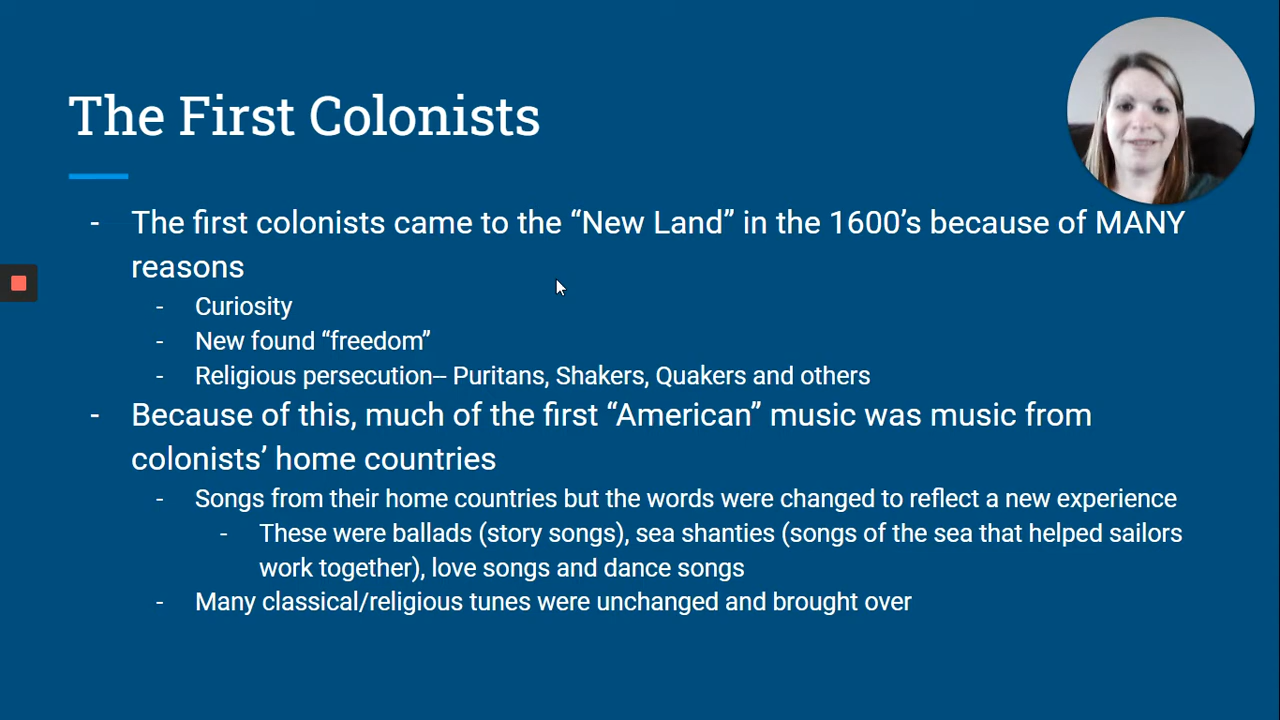 The First Colonists
- The first colonists came to the “New Land” in the 1600’s because of MANY
reasons
- Curiosity
- New found “freedom”
- Religious persecution-- Puritans, Shakers, Quakers and others
- Because of this, much of the first “American” music was music from
colonists’ home countries
- Songs from their home countries but the words were changed to reflect a new experience
- These were ballads (story songs), sea shanties (songs of the sea that helped sailors
work together), love songs and dance songs
- Many classical/religious tunes were unchanged and brought over